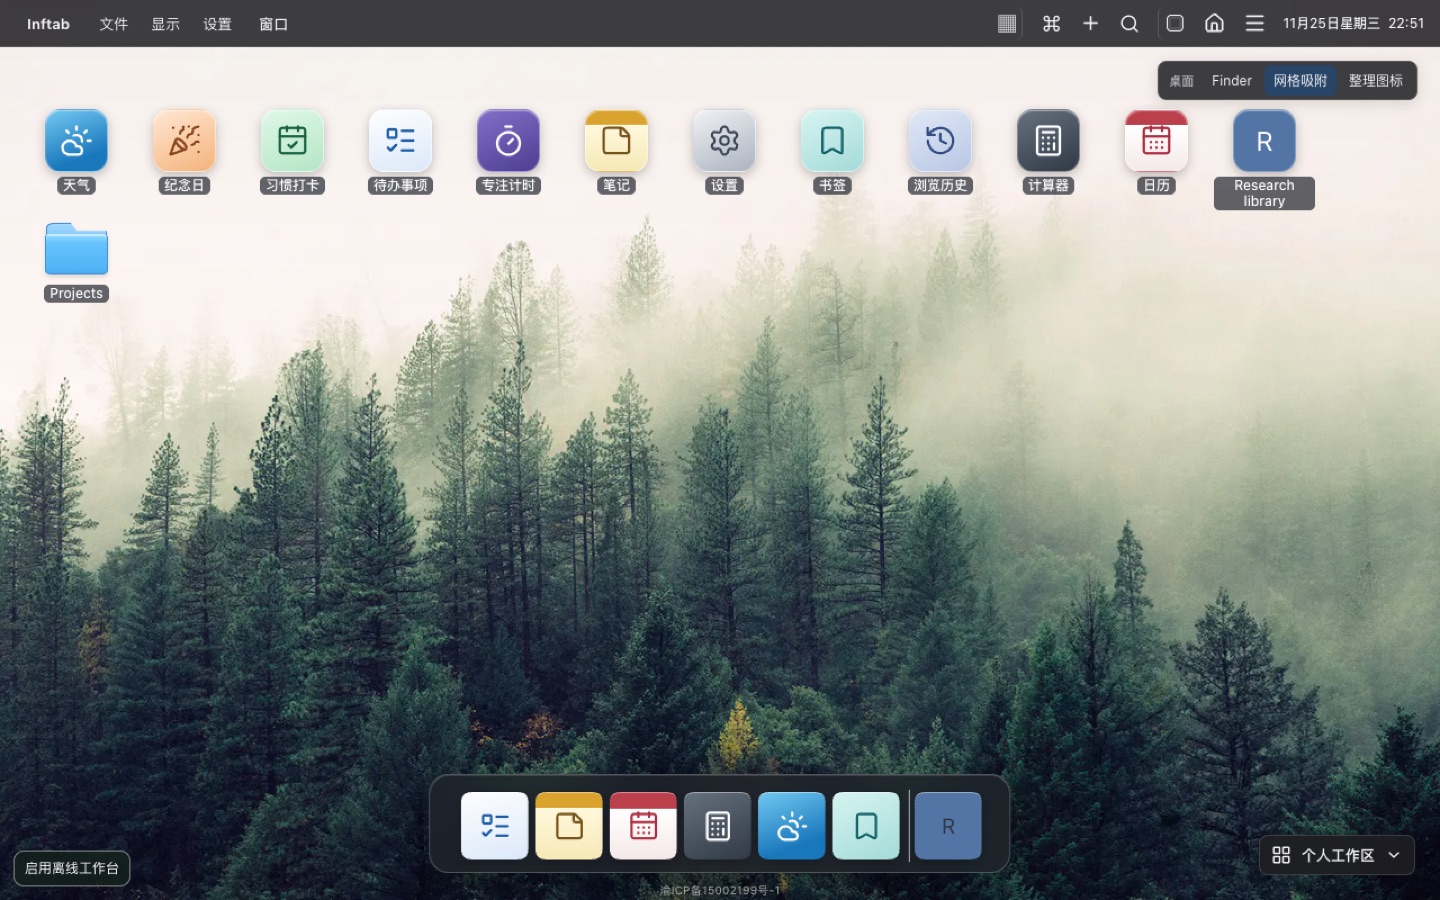 Inftab 文件 显示 设置 窗口 11月25日星期三 22:51
桌面 Finder 网格吸附 整理图标
天气 纪念日 习惯打卡 待办事项 专注计时 笔记 设置 书签 浏览历史 计算器 日历 R
Research
library
Projects
R
启用离线工作台
个人工作区
渝ICP备15002199号-1